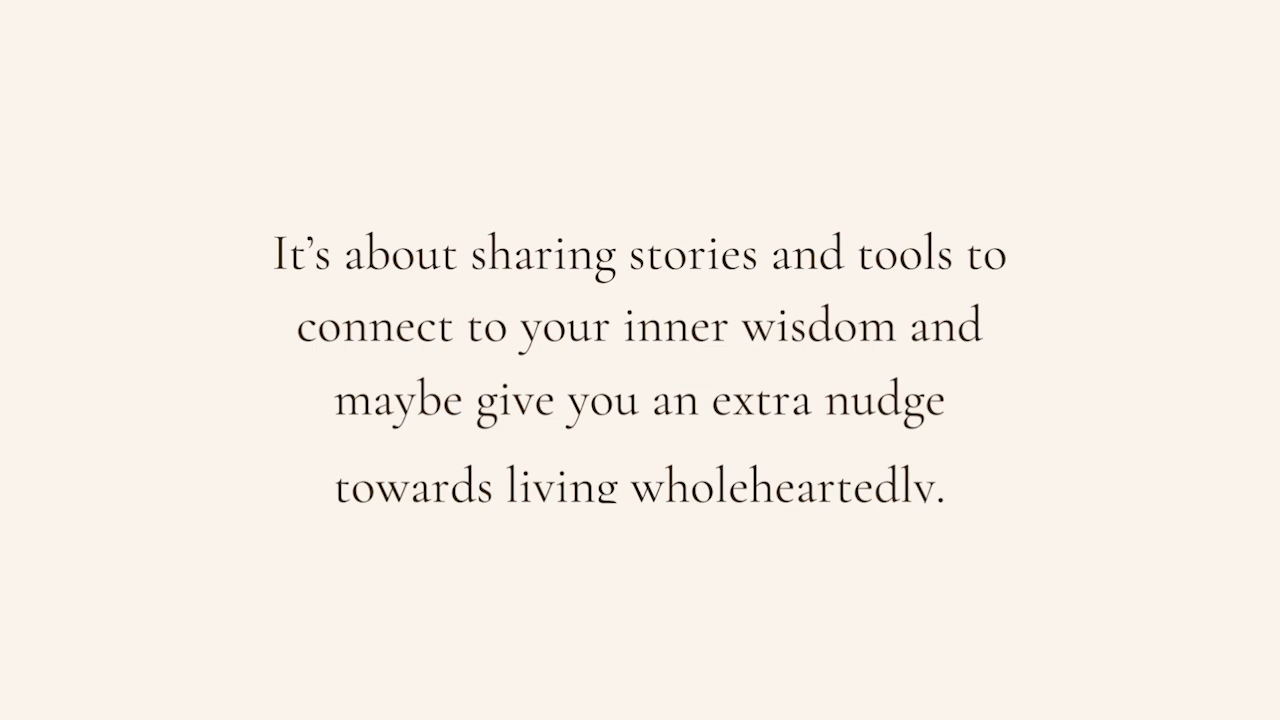 It’s about sharing stories and tools to
connect to your inner wisdom and
maybe give you an extra nudge
towards living wholeheartedly.